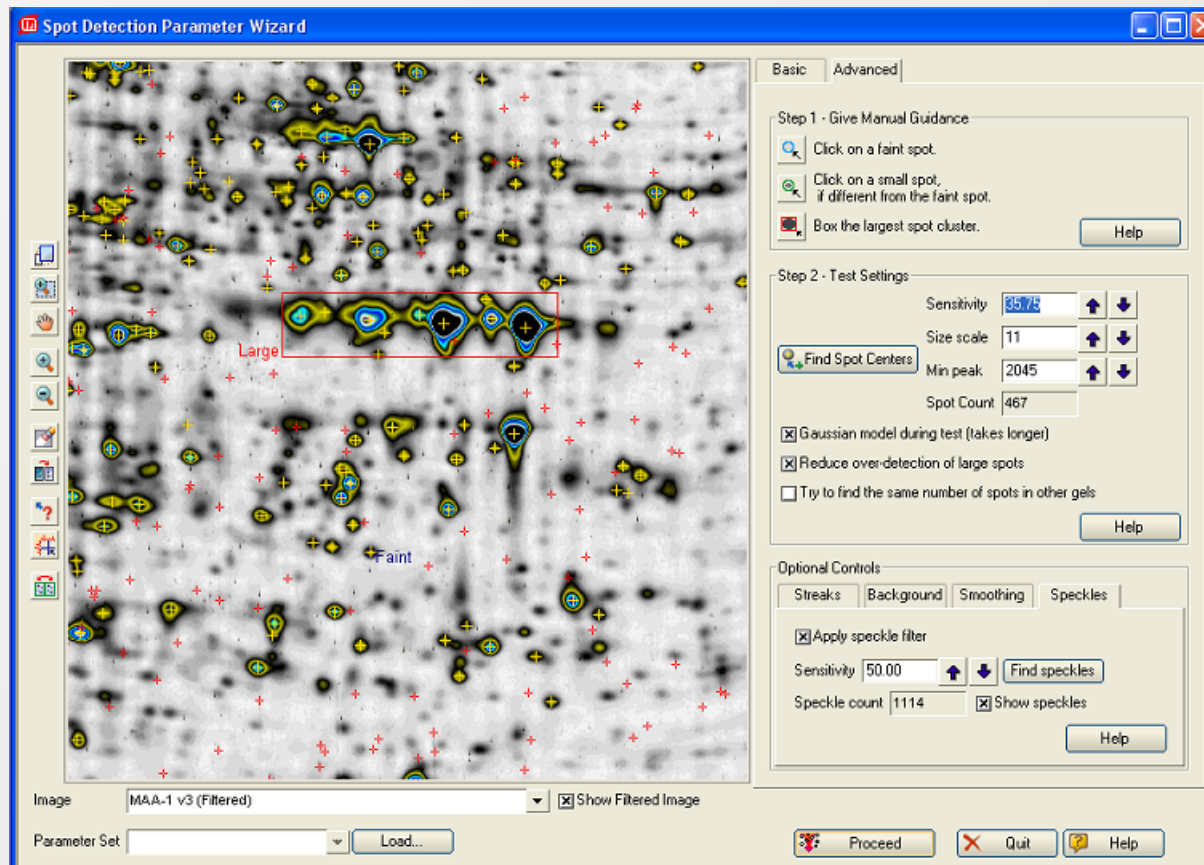 Spot Detection Parameter Wizard
Basic Advanced
Step 1 - Give Manual Guidance
Click on a faint spot.
Click on a small spot,
if different from the faint spot.
Box the largest spot cluster.
Help
Step 2 - Test Settings
Sensitivity 35.75
Size scale 11
Find Spot Centers
Min peak 2045
Spot Count 467
Gaussian model during test (takes longer)
Reduce over-detection of large spots
Try to find the same number of spots in other gels
Help
Large
Faint
Optional Controls
Streaks Background Smoothing Speckles
Apply speckle filter
Sensitivity 50.00 Find speckles
Speckle count 1114 Show speckles
Help
Image MAA-1 v3 (Filtered) Show Filtered Image
Parameter Set Load... Proceed Quit Help